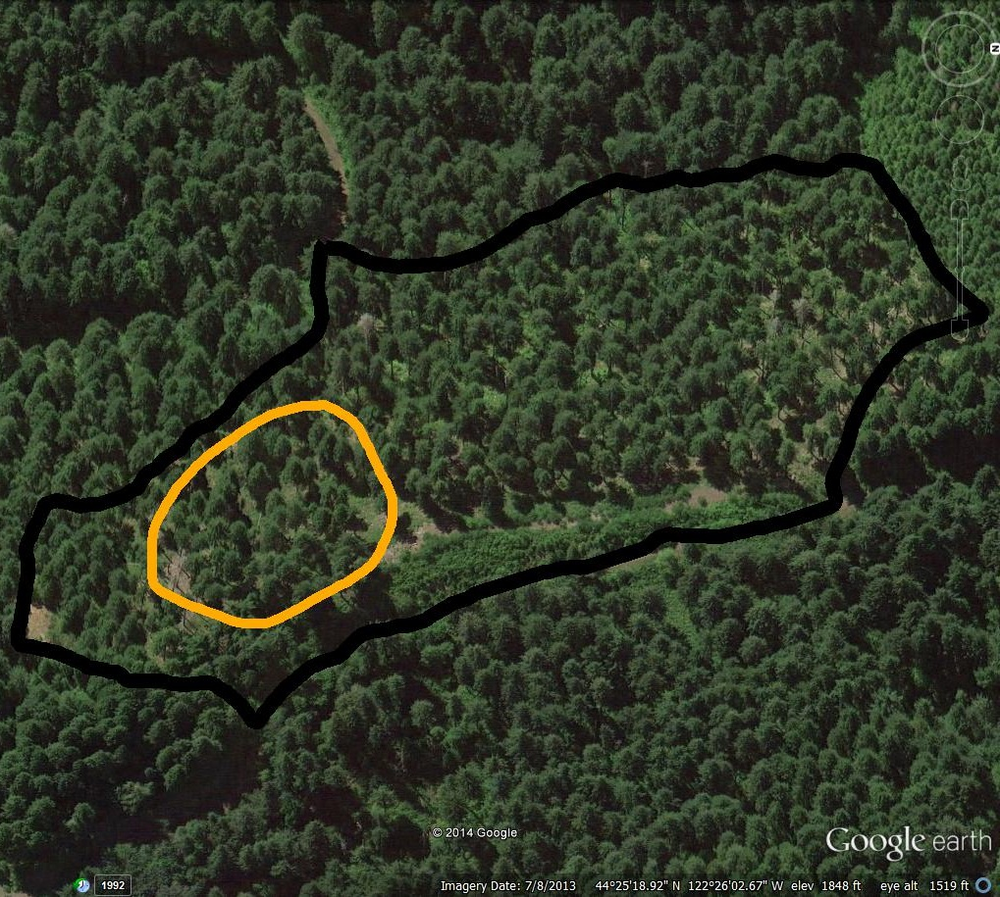 N
© 2014 Google
Google earth
1992
Imagery Date: 7/8/2013 44°25'18.92" N 122°26'02.67" W elev 1848 ft eye alt 1519 ft